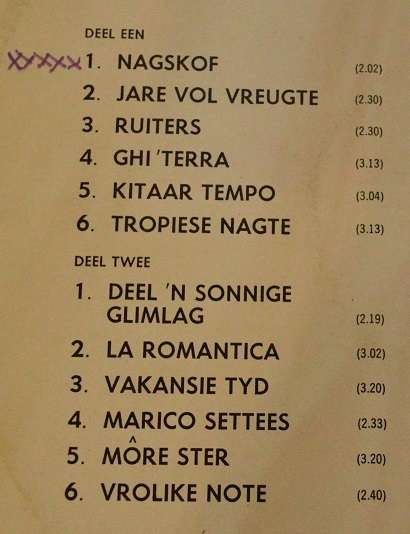 DEEL EEN
xxxxx 1. NAGSKOF (2.02)
2. JARE VOL VREUGTE (2.30)
3. RUITERS (2.30)
4. GHI 'TERRA (3.13)
5. KITAAR TEMPO (3.04)
6. TROPIESE NAGTE (3.13)
DEEL TWEE
1. DEEL 'N SONNIGE
GLIMLAG (2.19)
2. LA ROMANTICA (3.02)
3. VAKANSIE TYD (3.20)
4. MARICO SETTEES (2.33)
5. MÔRE STER (3.20)
6. VROLIKE NOTE (2.40)